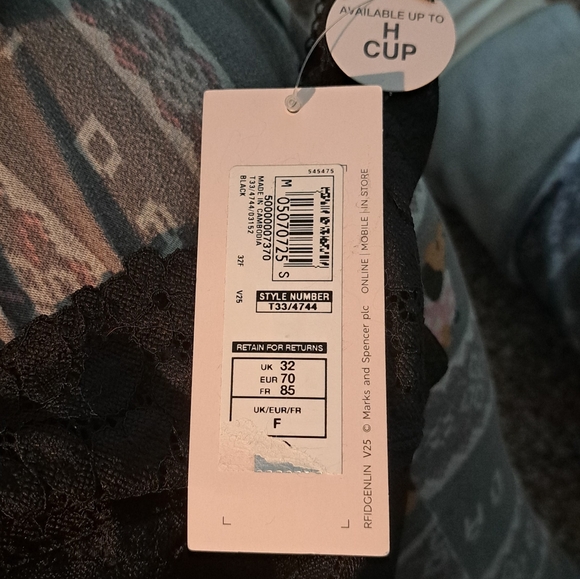 AVAILABLE UP TO
H
CUP
545475
M 05070725 S
5000000007370
MADE IN CAMBODIA
T33/4744/03152
BLACK
32F
V25
STYLE NUMBER
T33/4744
RETAIN FOR RETURNS
UK 32
EUR 70
FR 85
UK/EUR/FR
F
RFIDGENLIN V25 © Marks and Spencer plc ONLINE | MOBILE | IN STORE